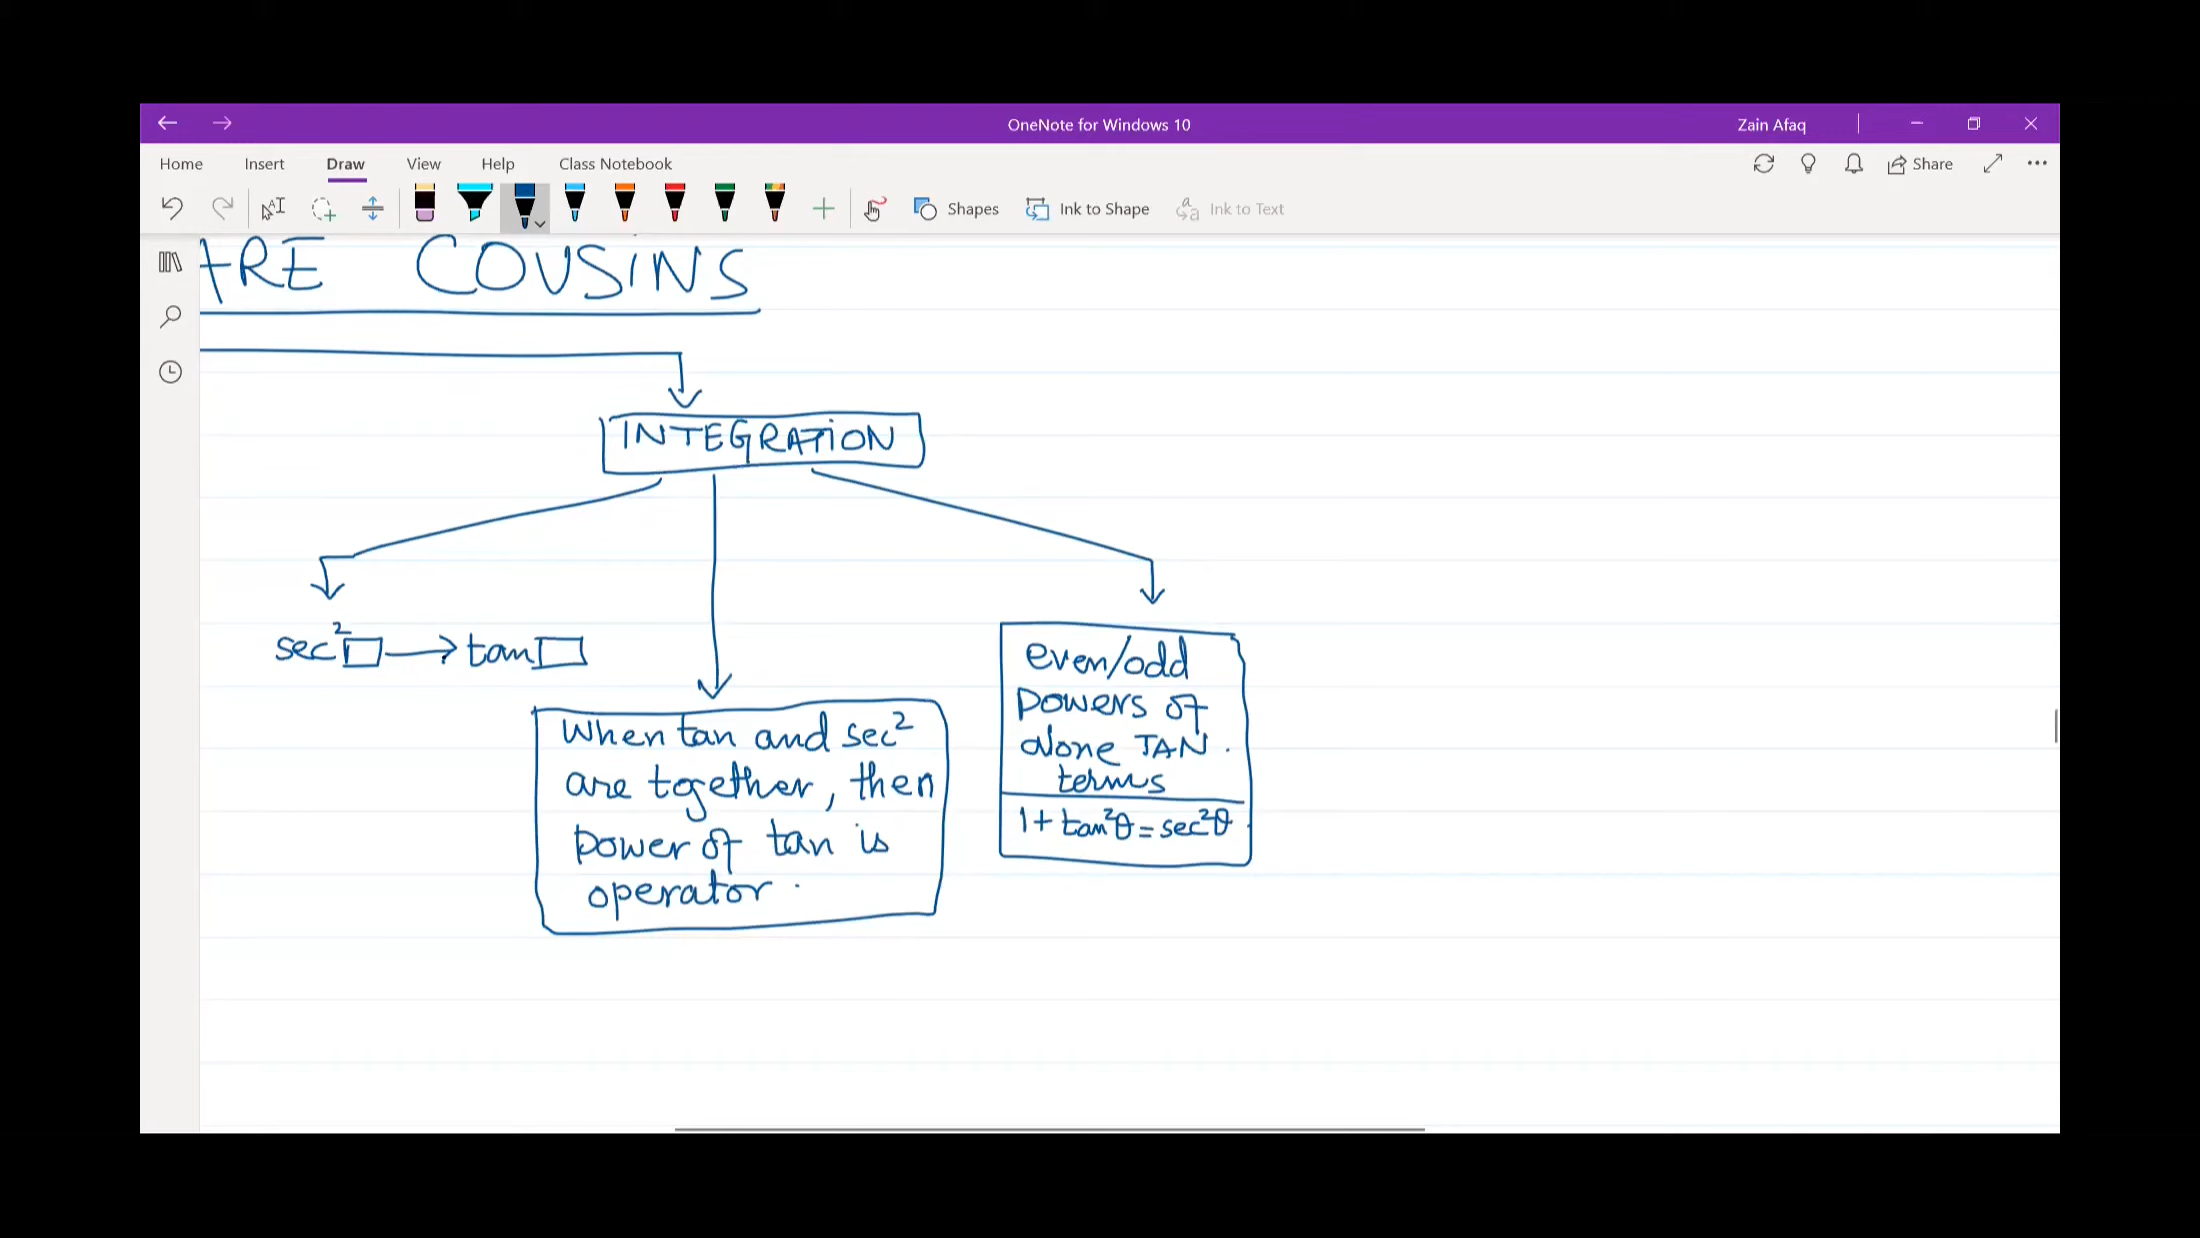 OneNote for Windows 10
Zain Afaq
Home Insert Draw View Help Class Notebook
Share
Shapes Ink to Shape Ink to Text
ARE COUSINS
INTEGRATION
sec² □ → tan □
When tan and sec²
are together, then
power of tan is
operator.
even/odd
powers of
alone TAN.
terms
1 + tan²θ = sec²θ